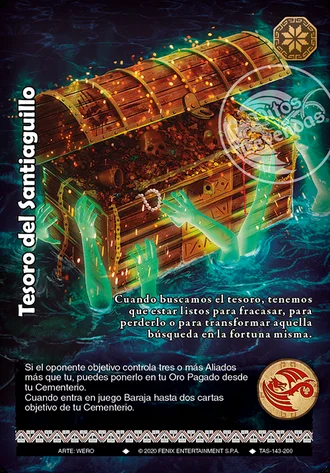 Tesoro del Santiaguillo
Cuando buscamos el tesoro, tenemos
que estar listos para fracasar, para
perderlo o para transformar aquella
búsqueda en la fortuna misma.
Si el oponente objetivo controla tres o más Aliados
más que tu, puedes ponerlo en tu Oro Pagado desde
tu Cementerio.
Cuando entra en juego Baraja hasta dos cartas
objetivo de tu Cementerio.
ARTE: WERO ◆ © 2020 FENIX ENTERTAINMENT S.P.A. ◆ TAS-143-200